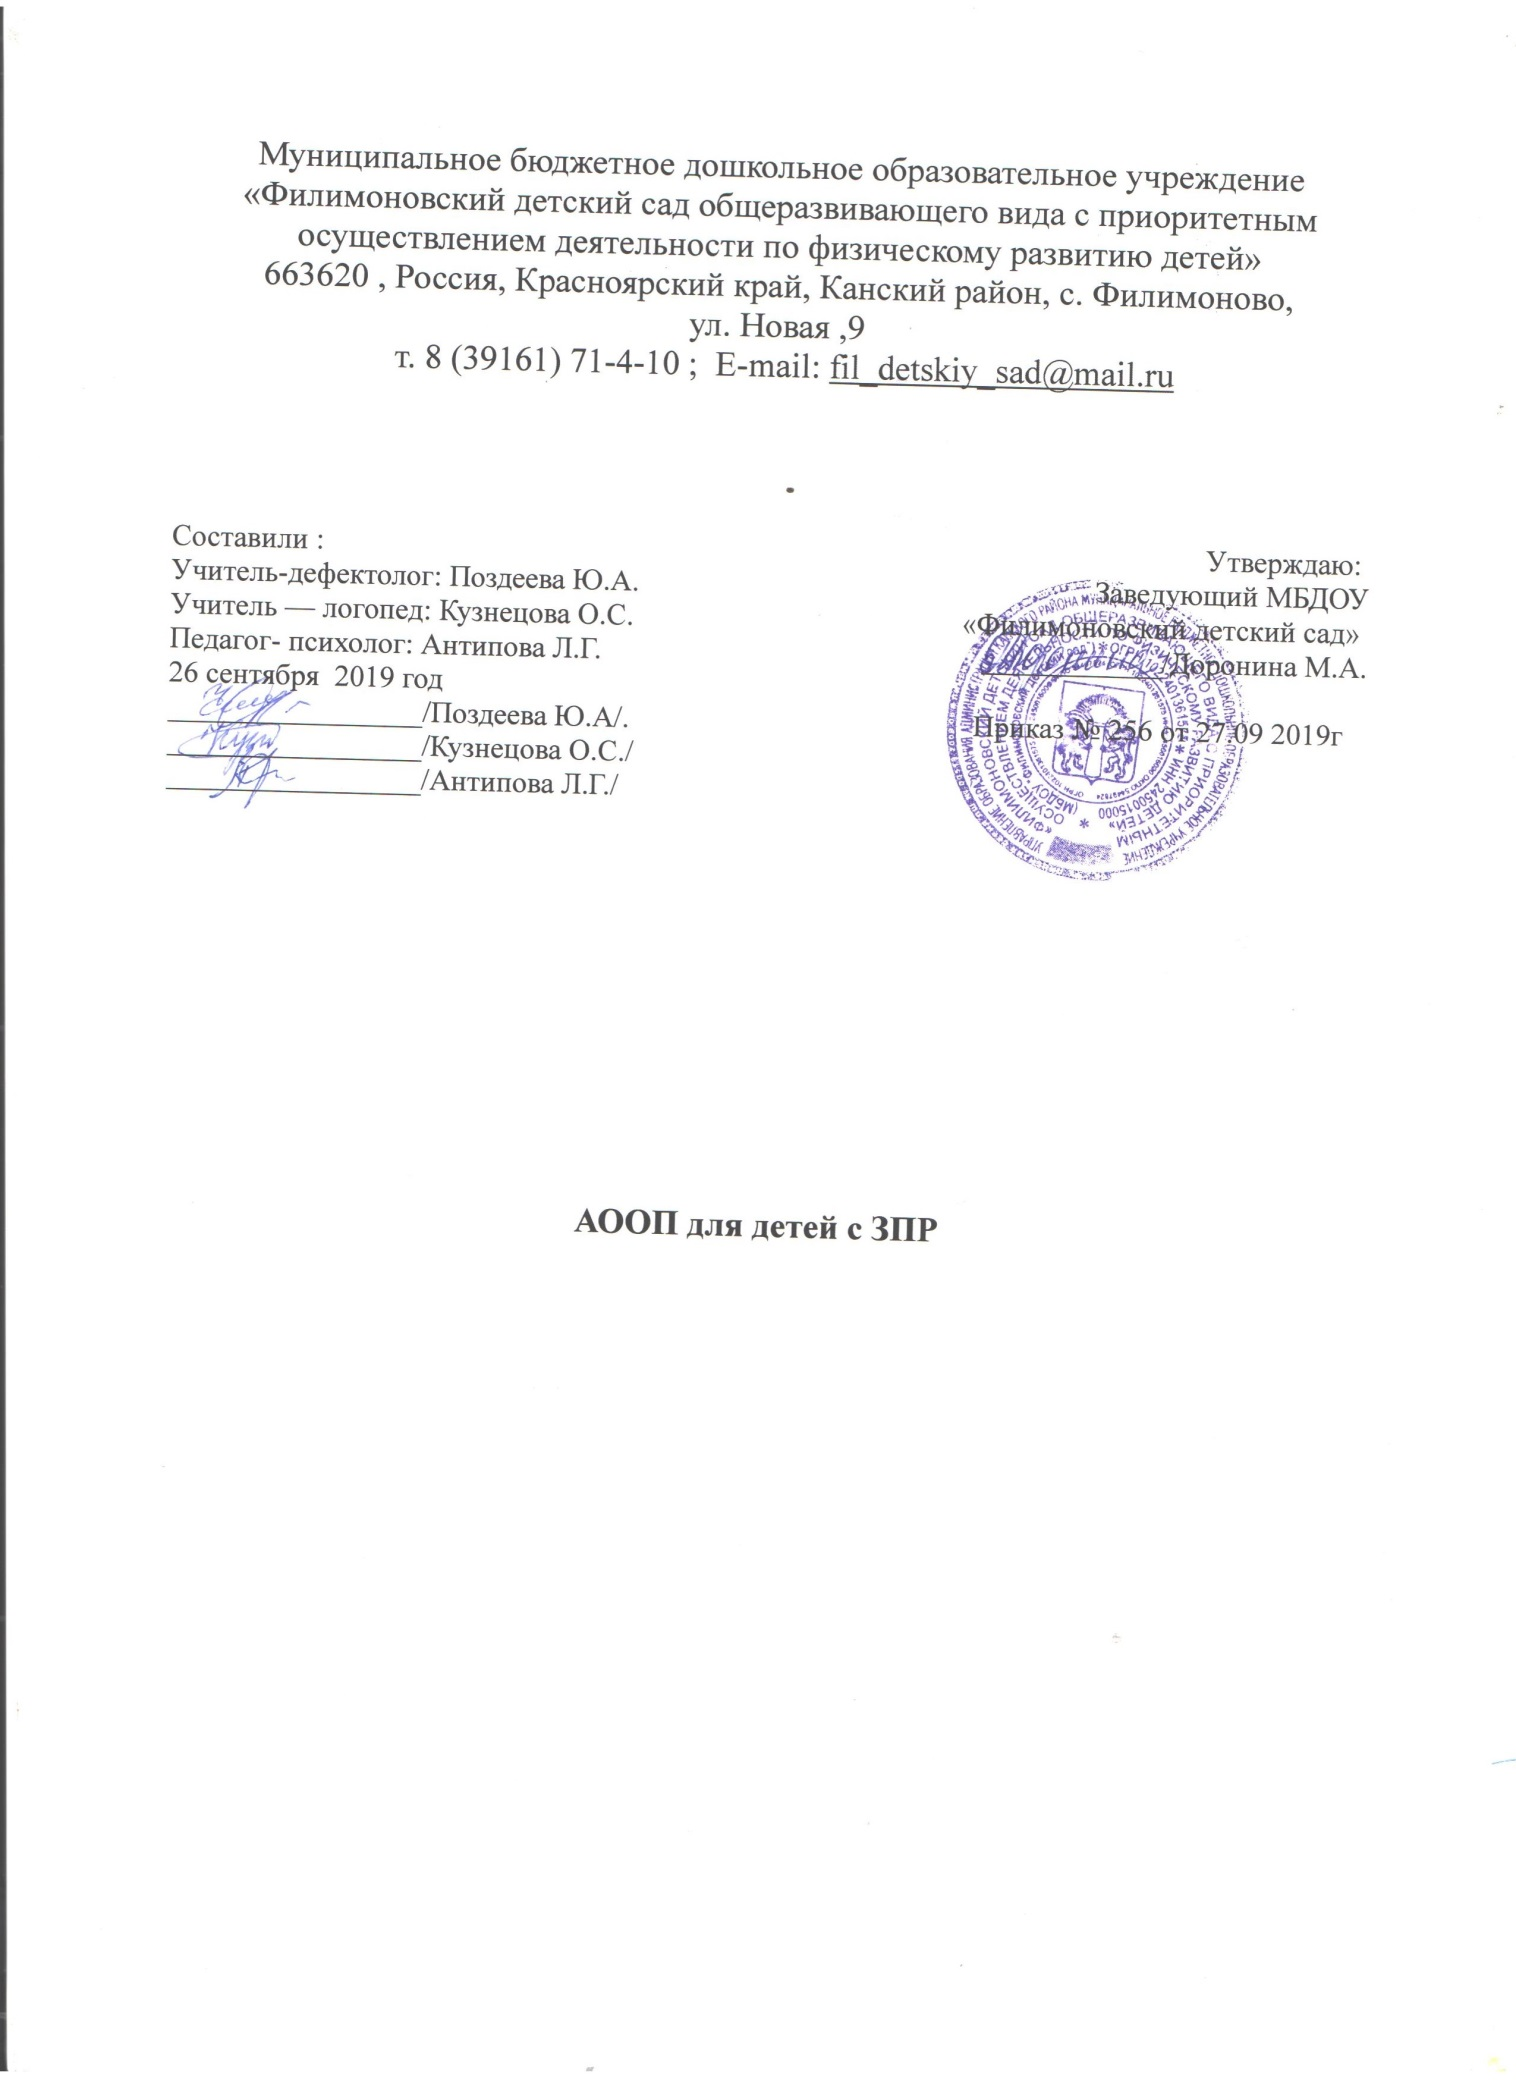 Муниципальное бюджетное дошкольное образовательное учреждение
«Филимоновский детский сад общеразвивающего вида с приоритетным
осуществлением деятельности по физическому развитию детей»
663620 , Россия, Красноярский край, Канский район, с. Филимоново,
ул. Новая ,9
т. 8 (39161) 71-4-10 ; E-mail: fil_detskiy_sad@mail.ru
Составили :
Учитель-дефектолог: Поздеева Ю.А.
Учитель — логопед: Кузнецова О.С.
Педагог- психолог: Антипова Л.Г.
26 сентября 2019 год
/Поздеева Ю.А/.
/Кузнецова О.С./
/Антипова Л.Г./
Утверждаю:
Заведующий МБДОУ
«Филимоновский детский сад»
Доронина М.А.
Приказ № 256 от 27.09 2019г
АООП для детей с ЗПР